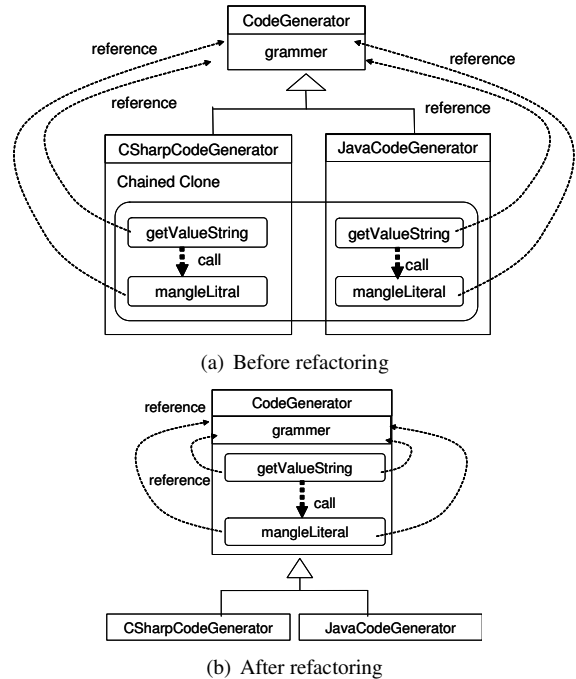 CodeGenerator
reference
grammer
reference
reference
reference
CSharpCodeGenerator
JavaCodeGenerator
Chained Clone
getValueString
getValueString
call
call
mangleLitral
mangleLiteral
(a) Before refactoring
reference
CodeGenerator
grammer
getValueString
reference
call
mangleLiteral
CSharpCodeGenerator
JavaCodeGenerator
(b) After refactoring